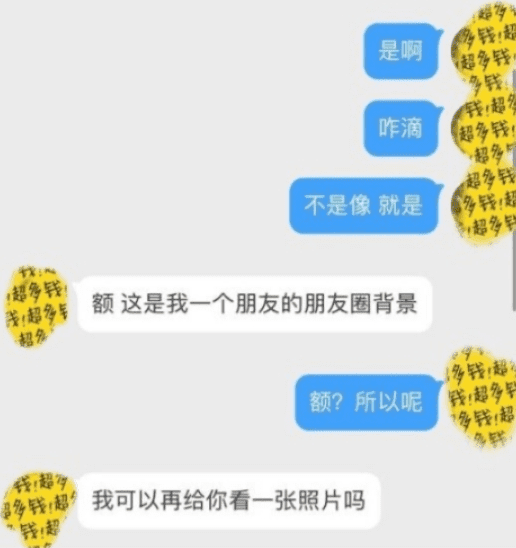 是啊
咋滴
不是像 就是
额 这是我一个朋友的朋友圈背景
额？所以呢
我可以再给你看一张照片吗